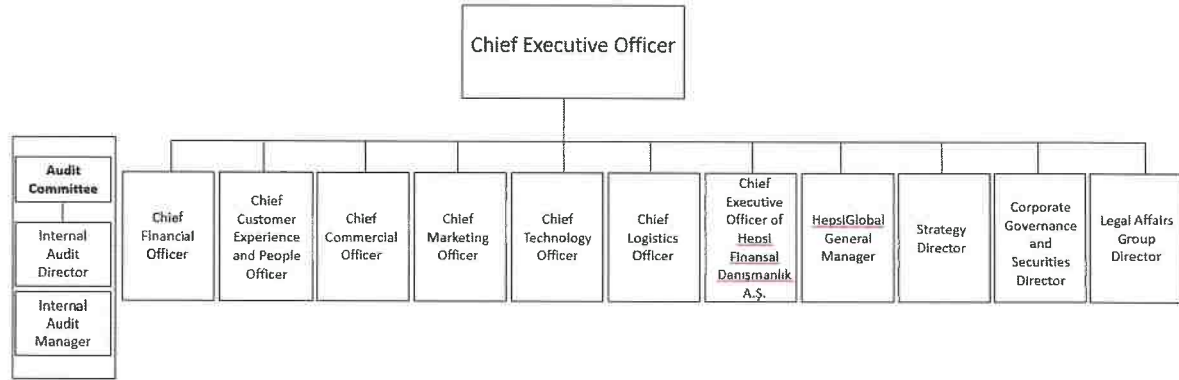 Chief Executive Officer
Audit
Committee
Internal
Audit
Director
Internal
Audit
Manager
Chief
Financial
Officer
Chief
Customer
Experience
and People
Officer
Chief
Commercial
Officer
Chief
Marketing
Officer
Chief
Technology
Officer
Chief
Logistics
Officer
Chief
Executive
Officer of
Hepsi
Finansal
Danışmanlık
A.Ş.
HepsiGlobal
General
Manager
Strategy
Director
Corporate
Governance
and
Securities
Director
Legal Affairs
Group
Director